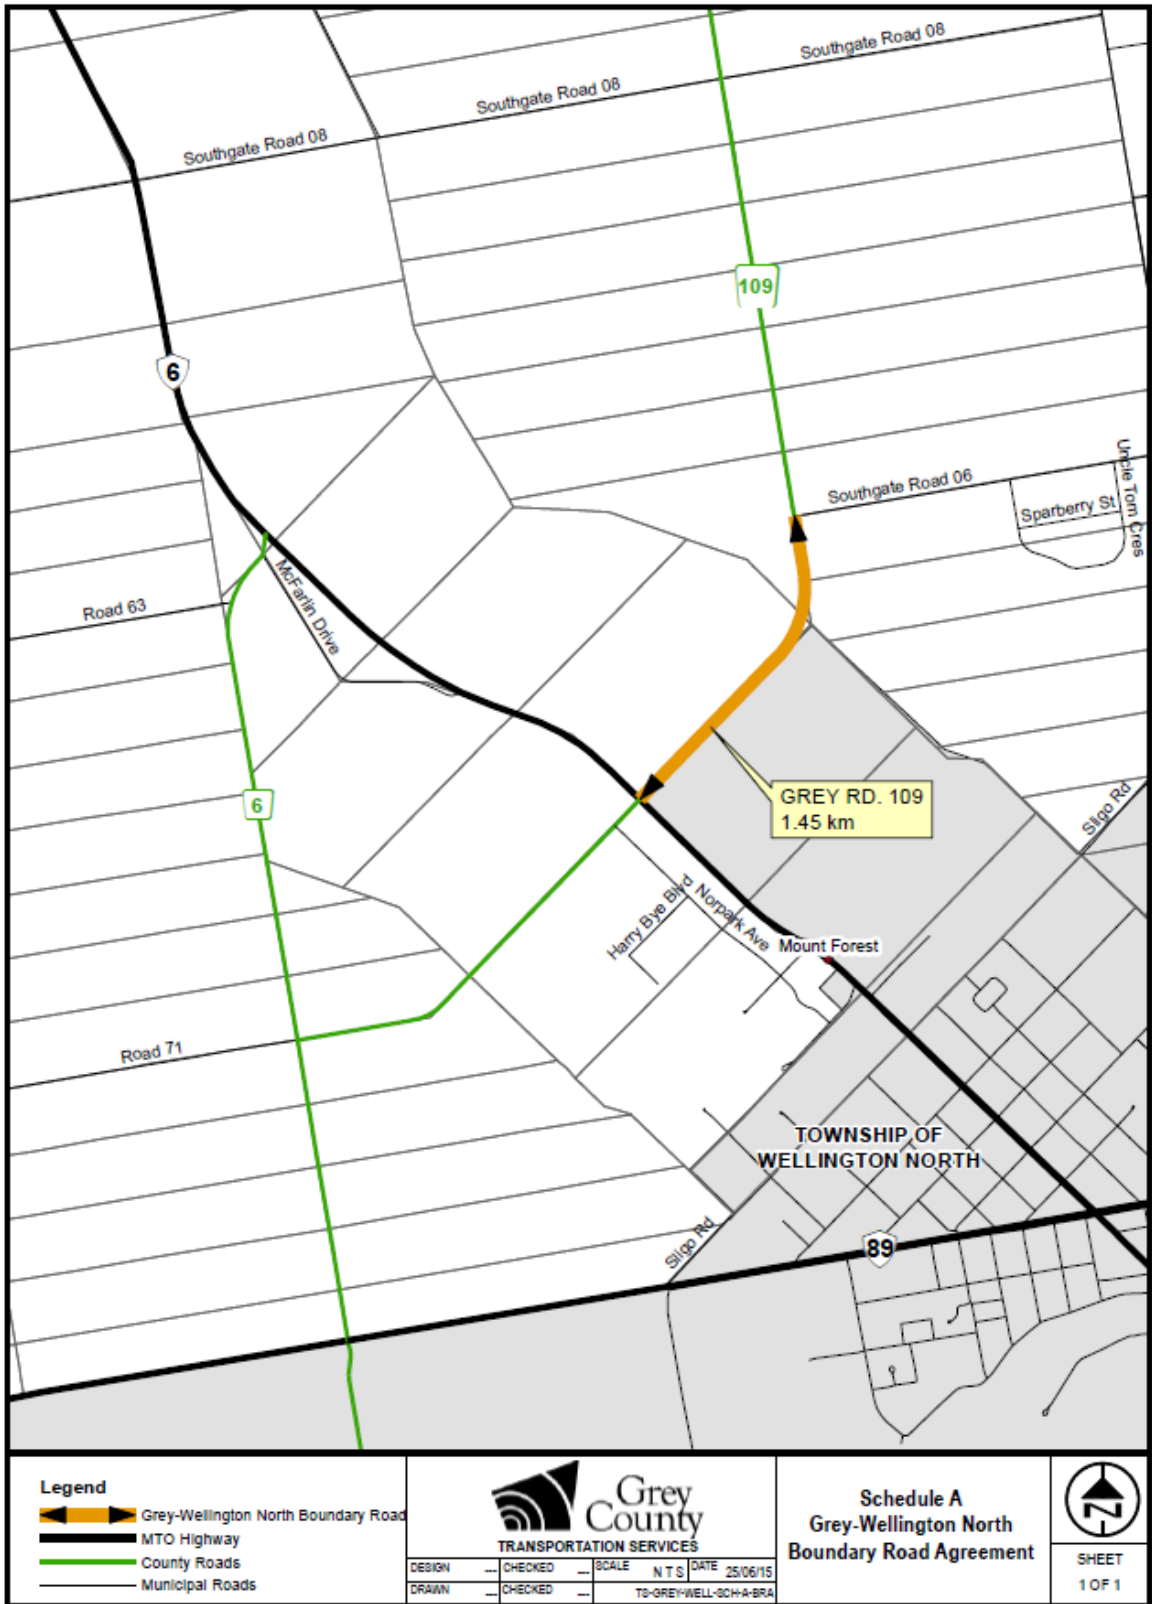 Southgate Road 08
Southgate Road 08
Southgate Road 08
109
6
Southgate Road 06
Uncle Tom Cres
Sparberry St
McFarlin Drive
Road 63
GREY RD. 109
1.45 km
6
Sligo Rd
Harry Bye Blvd
Norpark Ave
Mount Forest
Road 71
TOWNSHIP OF
WELLINGTON NORTH
Sligo Rd
89
Legend
Grey-Wellington North Boundary Road
MTO Highway
County Roads
Municipal Roads
Grey
County
TRANSPORTATION SERVICES
DESIGN --- CHECKED --- SCALE N T S DATE 25/06/15
DRAWN --- CHECKED --- TS-GREY-WELL-SCH-A-BRA
Schedule A
Grey-Wellington North
Boundary Road Agreement
N
SHEET
1 OF 1